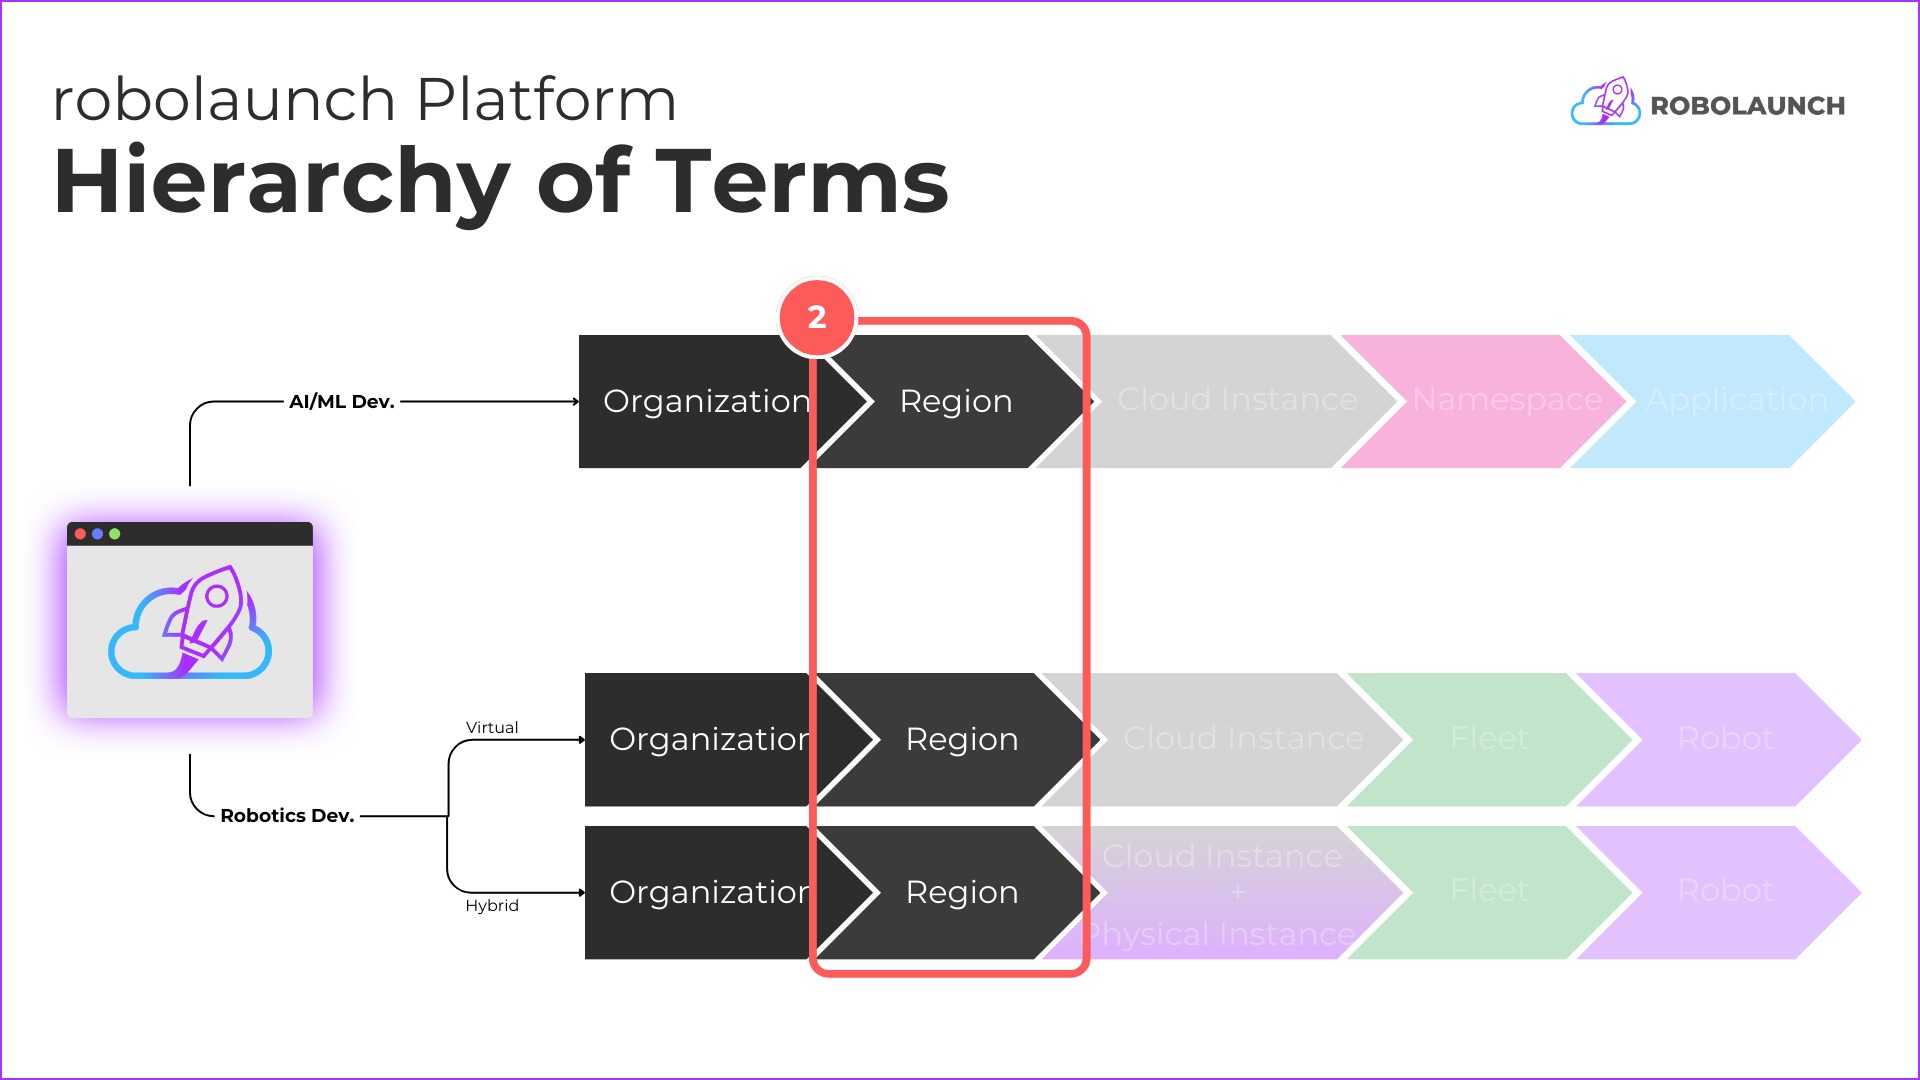 robolaunch Platform
Hierarchy of Terms
ROBOLAUNCH
2
AI/ML Dev.
Organization
Region
Cloud Instance
Namespace
Application
Virtual
Organization
Region
Cloud Instance
Fleet
Robot
Robotics Dev.
Hybrid
Organization
Region
Cloud Instance
+
Physical Instance
Fleet
Robot